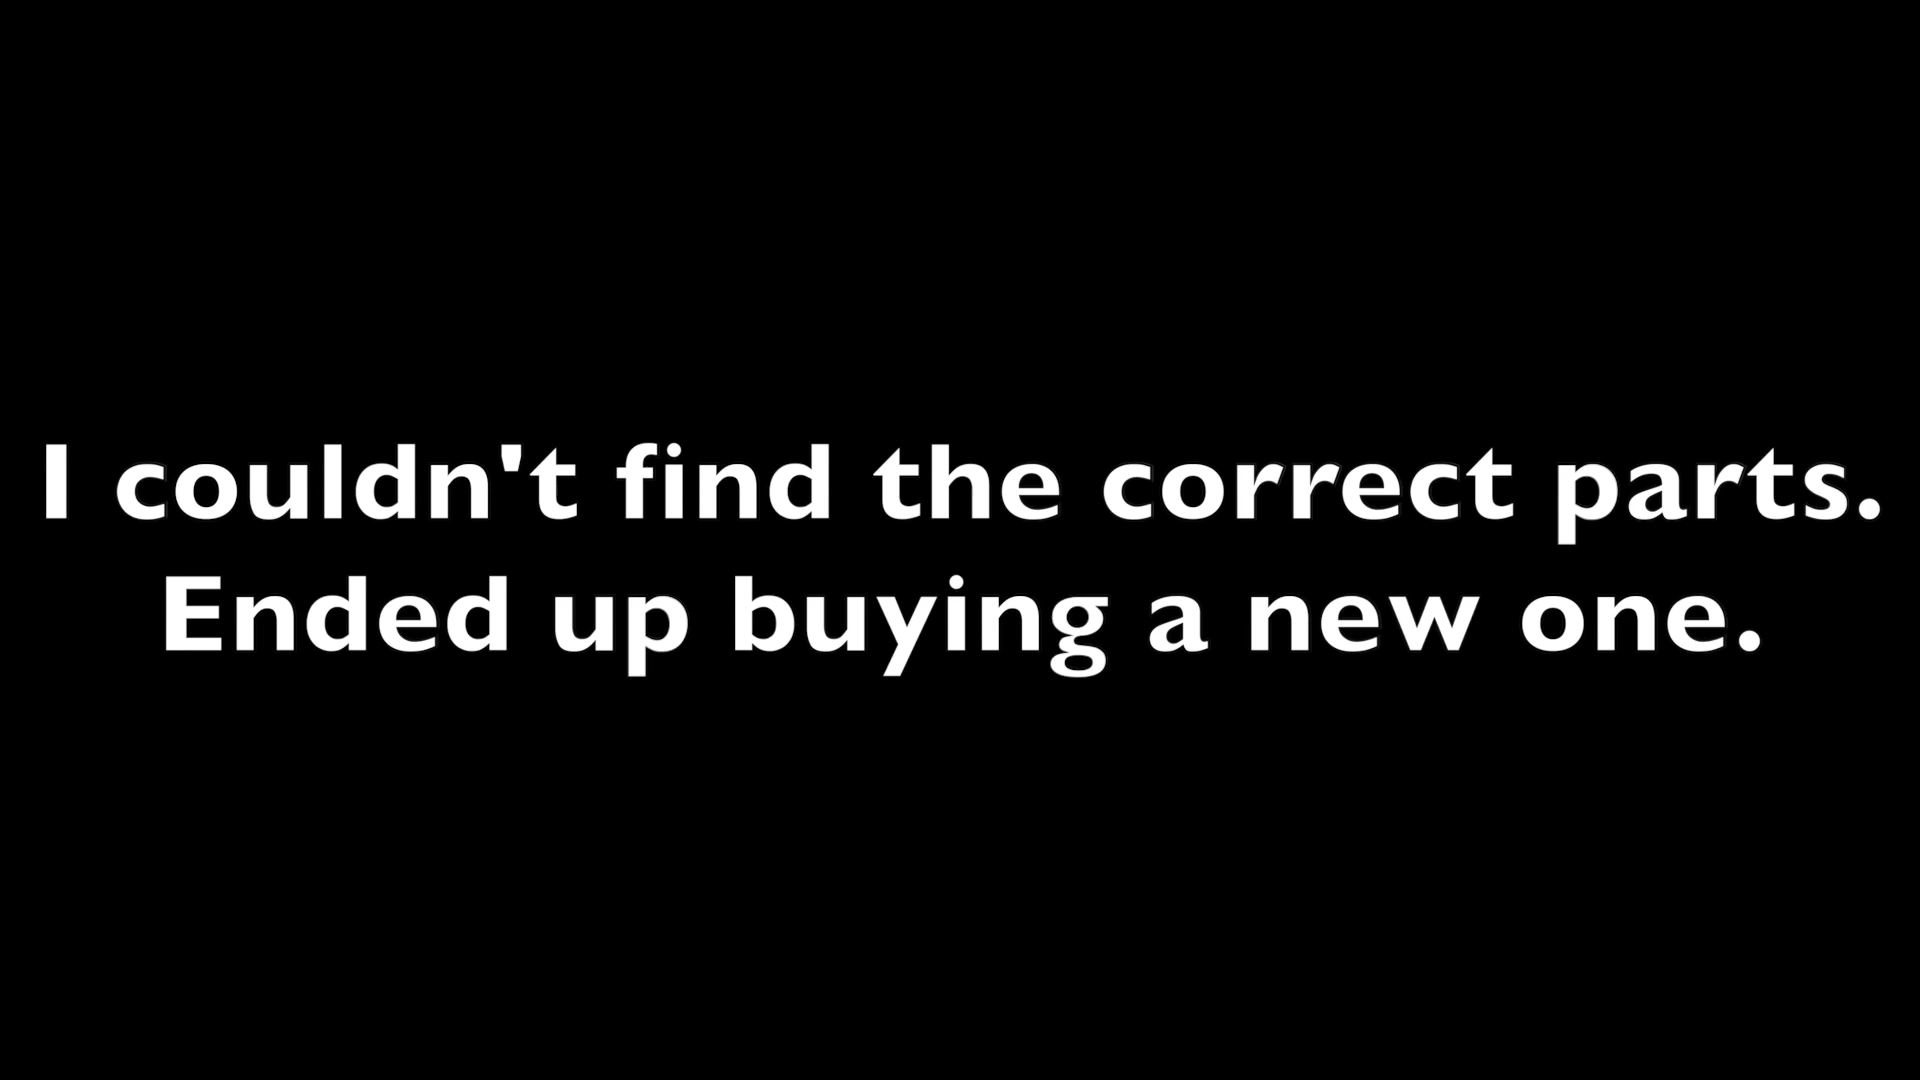 I couldn't find the correct parts.
Ended up buying a new one.